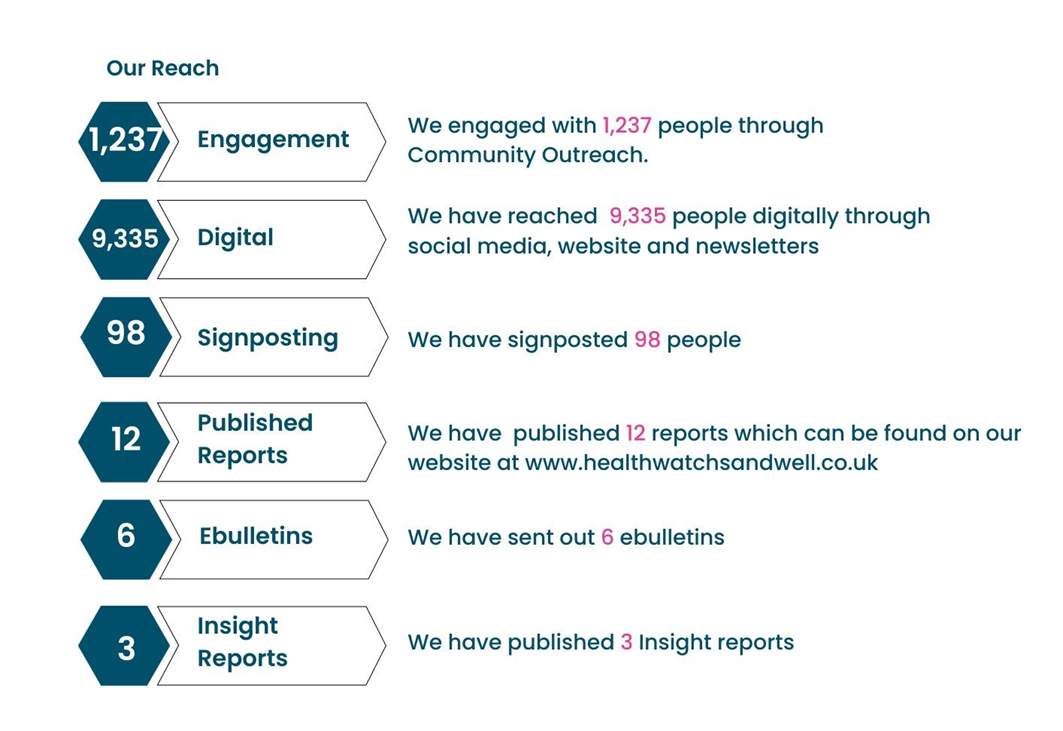 Our Reach
1,237
Engagement
We engaged with 1,237 people through
Community Outreach.
9,335
Digital
We have reached 9,335 people digitally through
social media, website and newsletters
98
Signposting
We have signposted 98 people
12
Published
Reports
We have published 12 reports which can be found on our
website at www.healthwatchsandwell.co.uk
6
Ebulletins
We have sent out 6 ebulletins
3
Insight
Reports
We have published 3 Insight reports